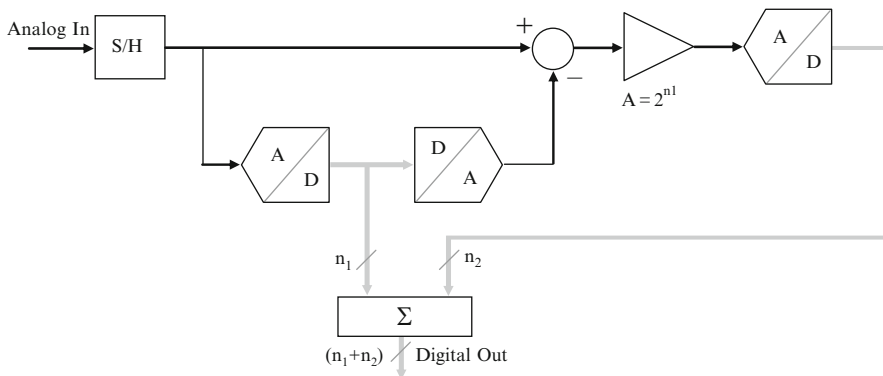 Analog In
S/H
+
−
A
D
A = 2^n1
A
D
D
A
n₁
n₂
Σ
(n₁+n₂)
Digital Out